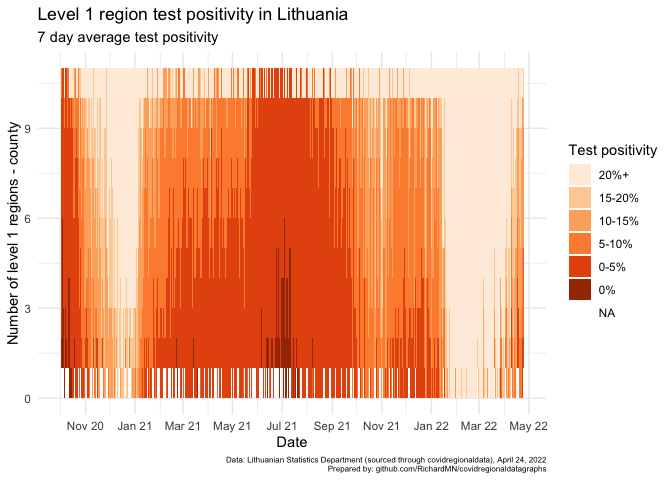 Level 1 region test positivity in Lithuania
7 day average test positivity
Number of level 1 regions - county
9
6
3
0
Nov 20 Jan 21 Mar 21 May 21 Jul 21 Sep 21 Nov 21 Jan 22 Mar 22 May 22
Date
Test positivity
20%+
15-20%
10-15%
5-10%
0-5%
0%
NA
Data: Lithuanian Statistics Department (sourced through covidregionaldata), April 24, 2022
Prepared by: github.com/RichardMN/covidregionaldatagraphs